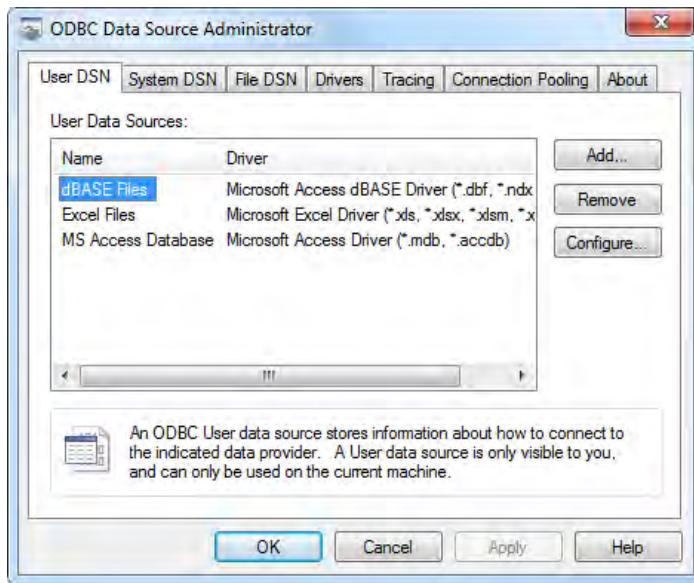 ODBC Data Source Administrator
User DSN System DSN File DSN Drivers Tracing Connection Pooling About
User Data Sources:
Name Driver
dBASE Files Microsoft Access dBASE Driver (*.dbf, *.ndx
Excel Files Microsoft Excel Driver (*.xls, *.xlsx, *.xlsm, *.x
MS Access Database Microsoft Access Driver (*.mdb, *.accdb)
Add...
Remove
Configure...
An ODBC User data source stores information about how to connect to
the indicated data provider. A User data source is only visible to you,
and can only be used on the current machine.
OK Cancel Apply Help